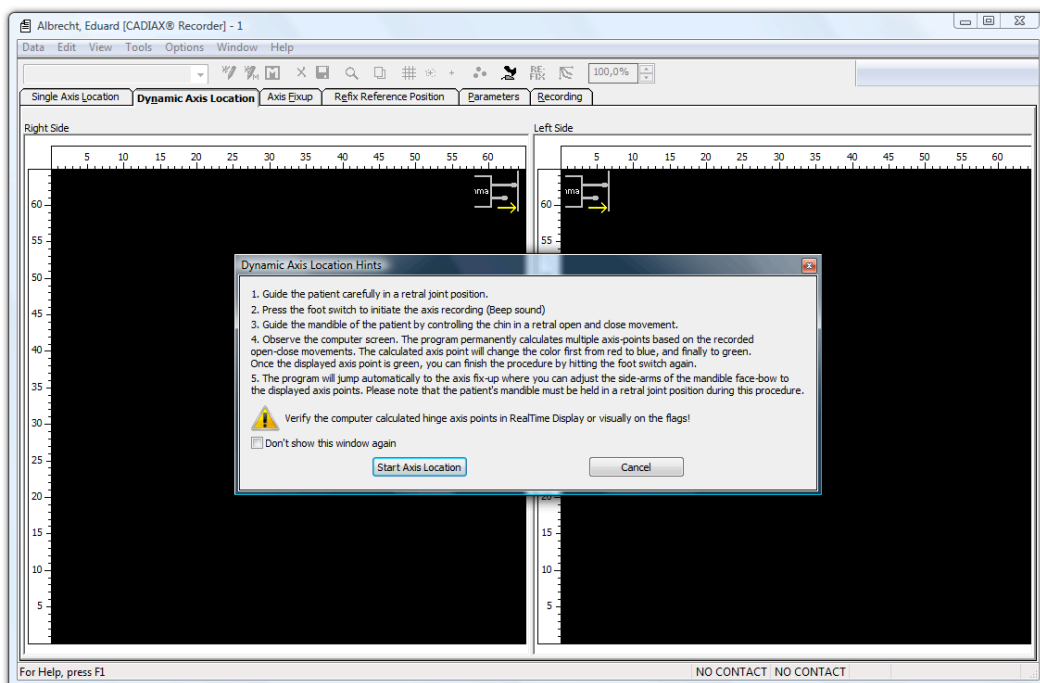 Albrecht, Eduard [CADIAX® Recorder] - 1
Data Edit View Tools Options Window Help
M RE-FIX 100,0%
Single Axis Location Dynamic Axis Location Axis Fixup Refix Reference Position Parameters Recording
Right Side Left Side
5 10 15 20 25 30 35 40 45 50 55 60 5 10 15 20 25 30 35 40 45 50 55 60
60 60
55 55
Dynamic Axis Location Hints
50
1. Guide the patient carefully in a retral joint position.
2. Press the foot switch to initiate the axis recording (Beep sound)
45
3. Guide the mandible of the patient by controlling the chin in a retral open and close movement.
4. Observe the computer screen. The program permanently calculates multiple axis-points based on the recorded
40
open-close movements. The calculated axis point will change the color first from red to blue, and finally to green.
Once the displayed axis point is green, you can finish the procedure by hitting the foot switch again.
35
5. The program will jump automatically to the axis fix-up where you can adjust the side-arms of the mandible face-bow to
the displayed axis points. Please note that the patient's mandible must be held in a retral joint position during this procedure.
30
Verify the computer calculated hinge axis points in RealTime Display or visually on the flags!
Don't show this window again
25
Start Axis Location Cancel
20 20
15 15
10 10
5 5
For Help, press F1 NO CONTACT NO CONTACT